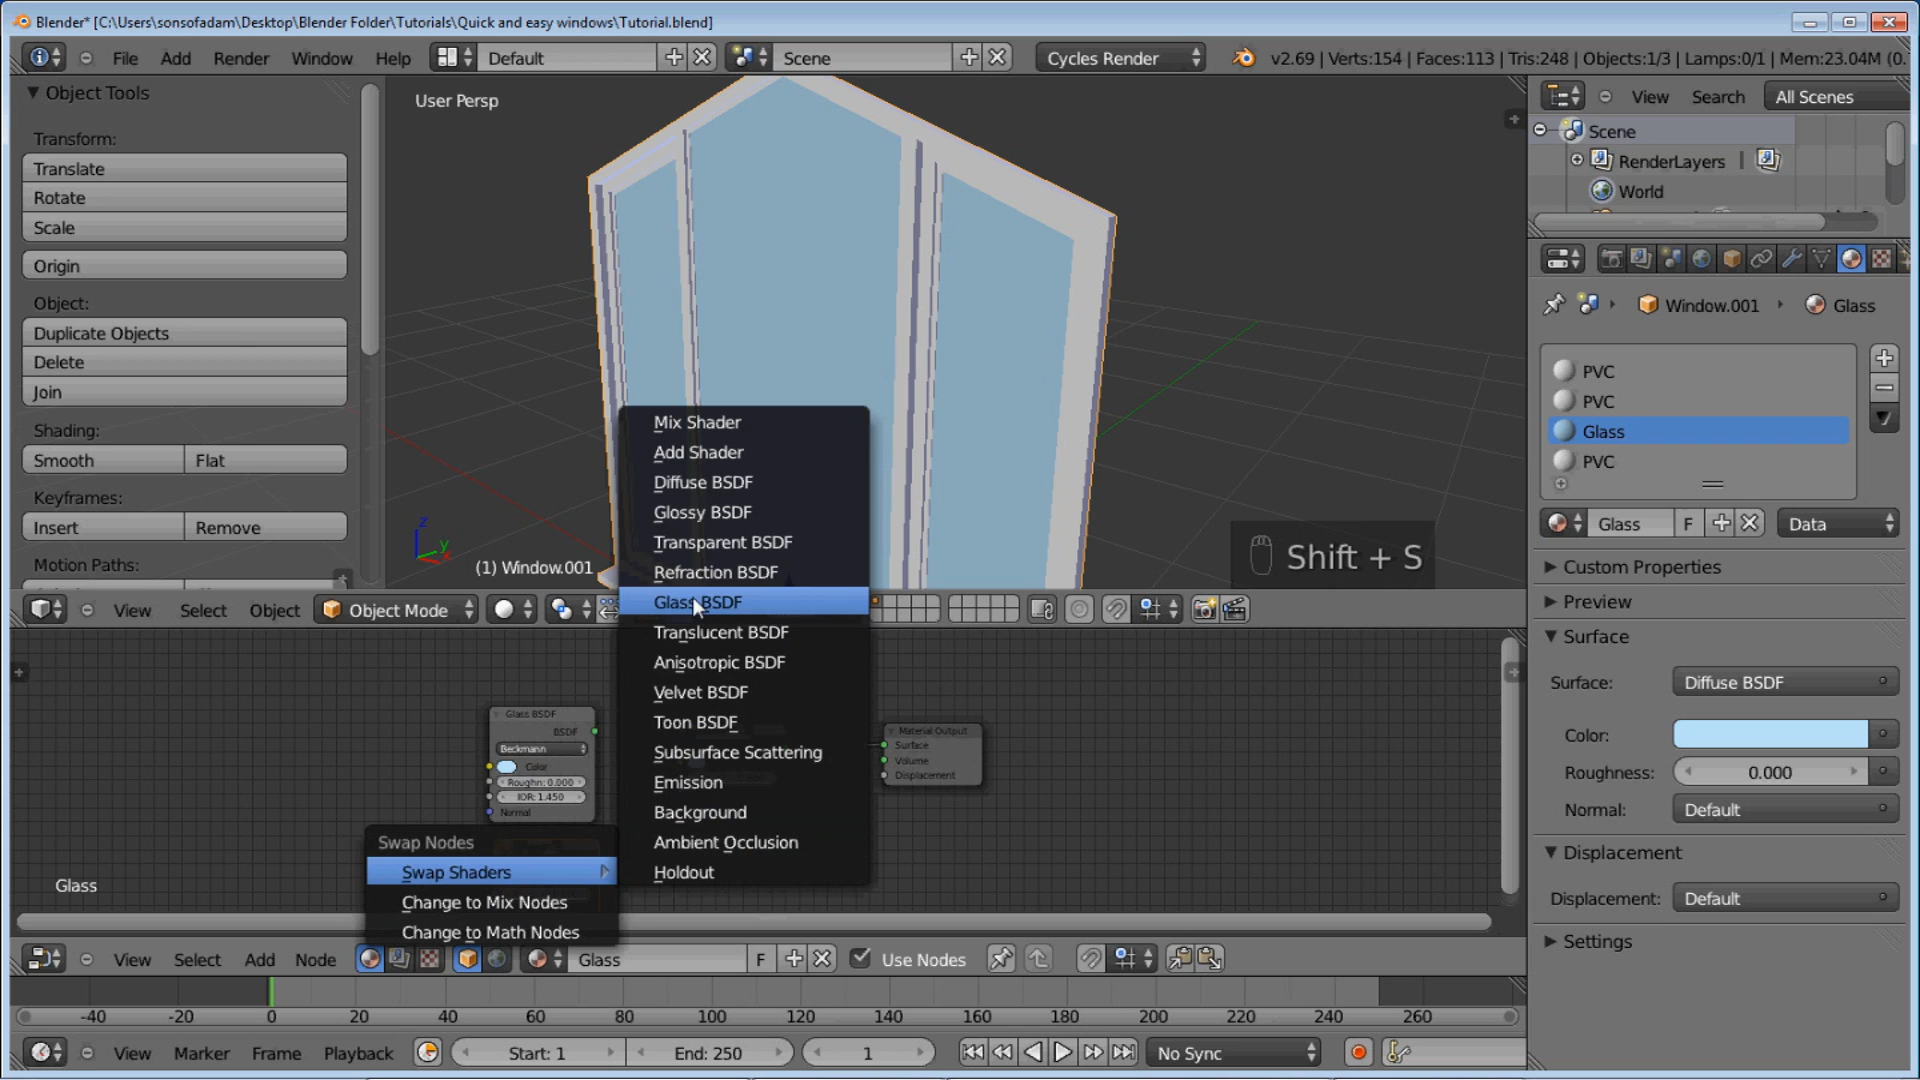 Blender* [C:\Users\sonsofadam\Desktop\Blender Folder\Tutorials\Quick and easy windows\Tutorial.blend]
File Add Render Window Help Default Scene Cycles Render v2.69 | Verts:154 | Faces:113 | Tris:248 | Objects:1/3 | Lamps:0/1 | Mem:23.04M (0.
Object Tools
Transform:
Translate
Rotate
Scale
Origin
Object:
Duplicate Objects
Delete
Join
Shading:
Smooth Flat
Keyframes:
Insert Remove
Motion Paths:
User Persp
z
y
(1) Window.001
Shift + S
View Select Object Object Mode
Mix Shader
Add Shader
Diffuse BSDF
Glossy BSDF
Transparent BSDF
Refraction BSDF
Glass BSDF
Translucent BSDF
Anisotropic BSDF
Velvet BSDF
Toon BSDF
Subsurface Scattering
Emission
Background
Ambient Occlusion
Holdout
Glass BSDF
BSDF
Beckmann
Color
Roughn: 0.000
IOR: 1.450
Normal
Material Output
Surface
Volume
Displacement
Swap Nodes
Swap Shaders
Change to Mix Nodes
Change to Math Nodes
Glass
View Select Add Node Glass F Use Nodes
-40 -20 0 20 40 60 80 100 120 140 160 180 200 220 240 260
View Marker Frame Playback Start: 1 End: 250 1 No Sync
View Search All Scenes
Scene
RenderLayers
World
Window.001 Glass
PVC
PVC
Glass
PVC
Glass F Data
Custom Properties
Preview
Surface
Surface: Diffuse BSDF
Color:
Roughness: 0.000
Normal: Default
Displacement
Displacement: Default
Settings